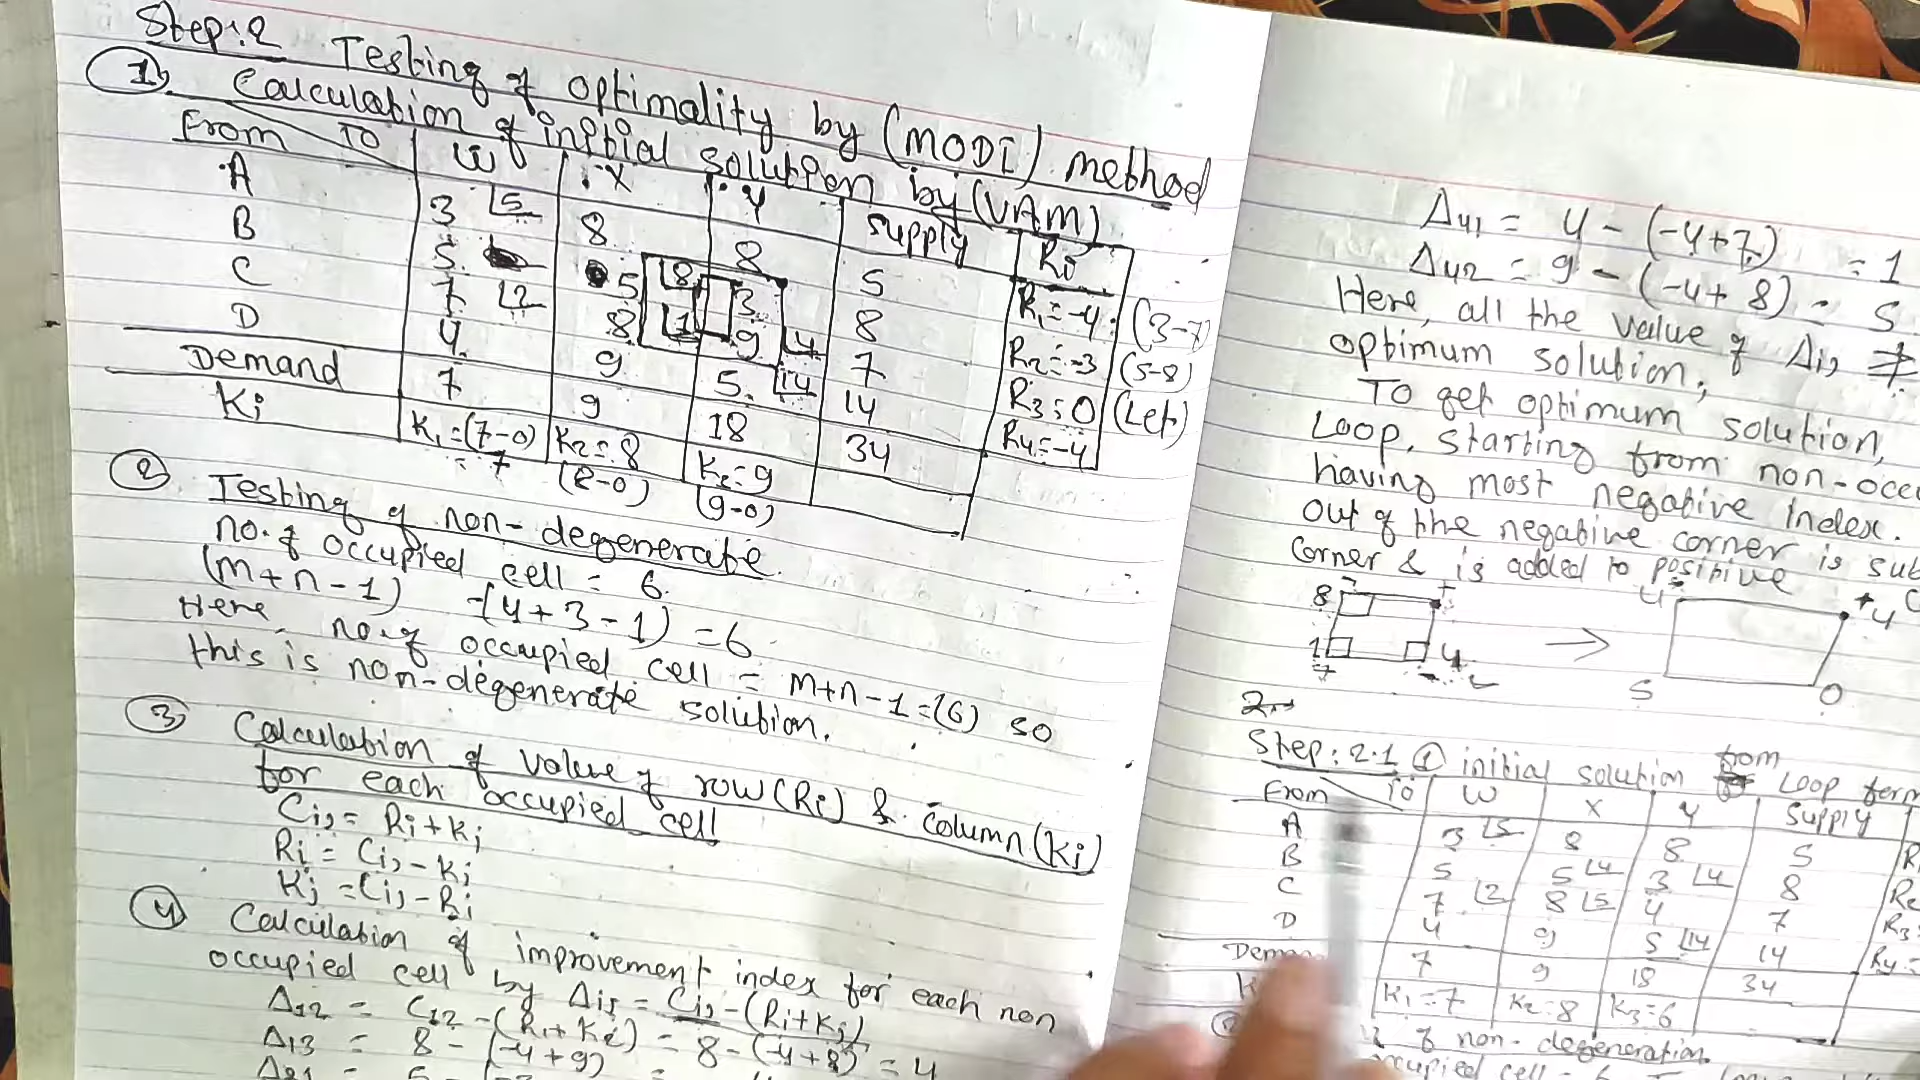 Step:2 Testing of optimality by (MODI) method
1) Calculation of initial solution by (VAM)
From TO W X Y Supply Ri
A 3 5 8 8 5 R1=-4 (3-7)
B 5 5 8 3 8 R2=-3 (5-8)
C 7 2 8 1 9 4 7 R3=0 (Let)
D 4 9 5 14 14 R4=-4
Demand 7 9 18 34
Kj K1=(7-0) K2=8 K3=9
=7 (8-0) (9-0)
2 Testing of non-degenerate
no. of occupied cell = 6
(m+n-1) -(4+3-1) =6
Here, no. of occupied cell = m+n-1=(6) so
this is non-degenerate solution.
3 Calculation of value of row(Ri) & column(Kj)
for each occupied cell
Cij = Ri+Kj
Ri = Cij-Kj
Kj = Cij-Ri
4 Calculation of improvement index for each non
occupied cell by Δij = Cij-(Ri+Kj)
Δ12 = C12-(R1+K2) = 8-(-4+8) = 4
Δ13 = 8-(-4+9)
Δ41 = 4-(-4+7) =1
Δ42 = 9-(-4+8) = 5
Here, all the value of Δij ≠
optimum solution,
To get optimum solution,
Loop, starting from non-occu
having most negative index.
out of the negative corner is sub
corner & is added to positive
8 - +
1 + 4 -
4 + 4
5 0
Step:2.1 1 initial solution from Loop form
From TO W X Y Supply
A 3 5 8 8 5
B 5 5 4 3 4 8
C 7 2 8 5 4 7
D 4 9 5 14 14
7 9 18 34
K1=7 K2=8 K3=6
of non-degeneration
cell = 6